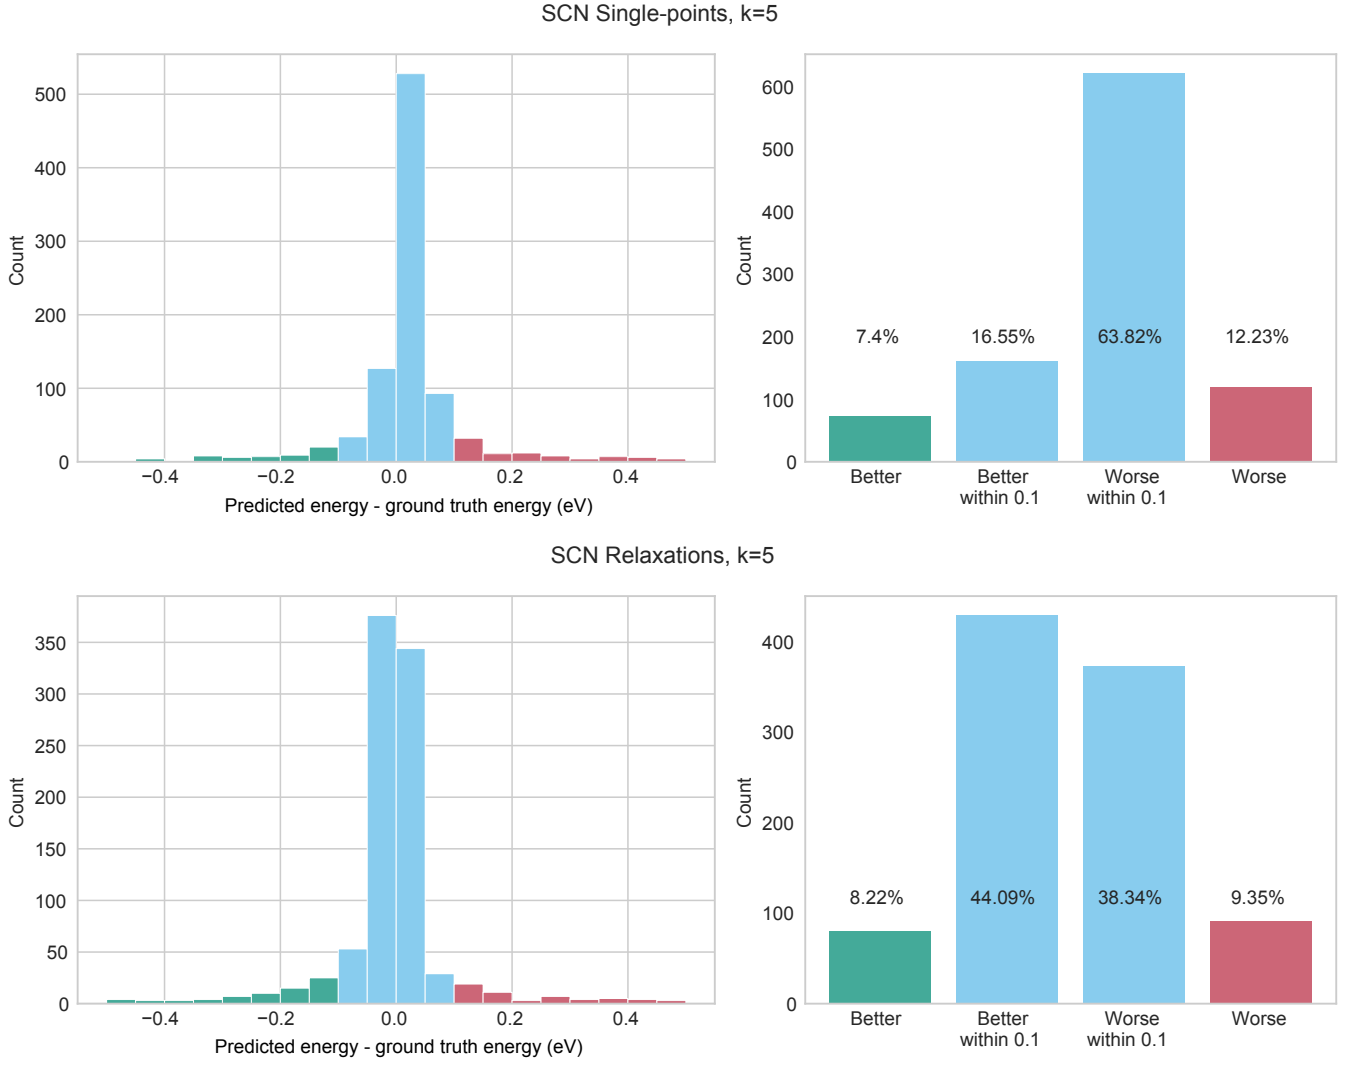 SCN Single-points, k=5
Count
500
400
300
200
100
0
−0.4
−0.2
0.0
0.2
0.4
Predicted energy - ground truth energy (eV)
Count
600
500
400
300
200
100
0
7.4%
16.55%
63.82%
12.23%
Better
Better
within 0.1
Worse
within 0.1
Worse
SCN Relaxations, k=5
Count
350
300
250
200
150
100
50
0
−0.4
−0.2
0.0
0.2
0.4
Predicted energy - ground truth energy (eV)
Count
400
300
200
100
0
8.22%
44.09%
38.34%
9.35%
Better
Better
within 0.1
Worse
within 0.1
Worse